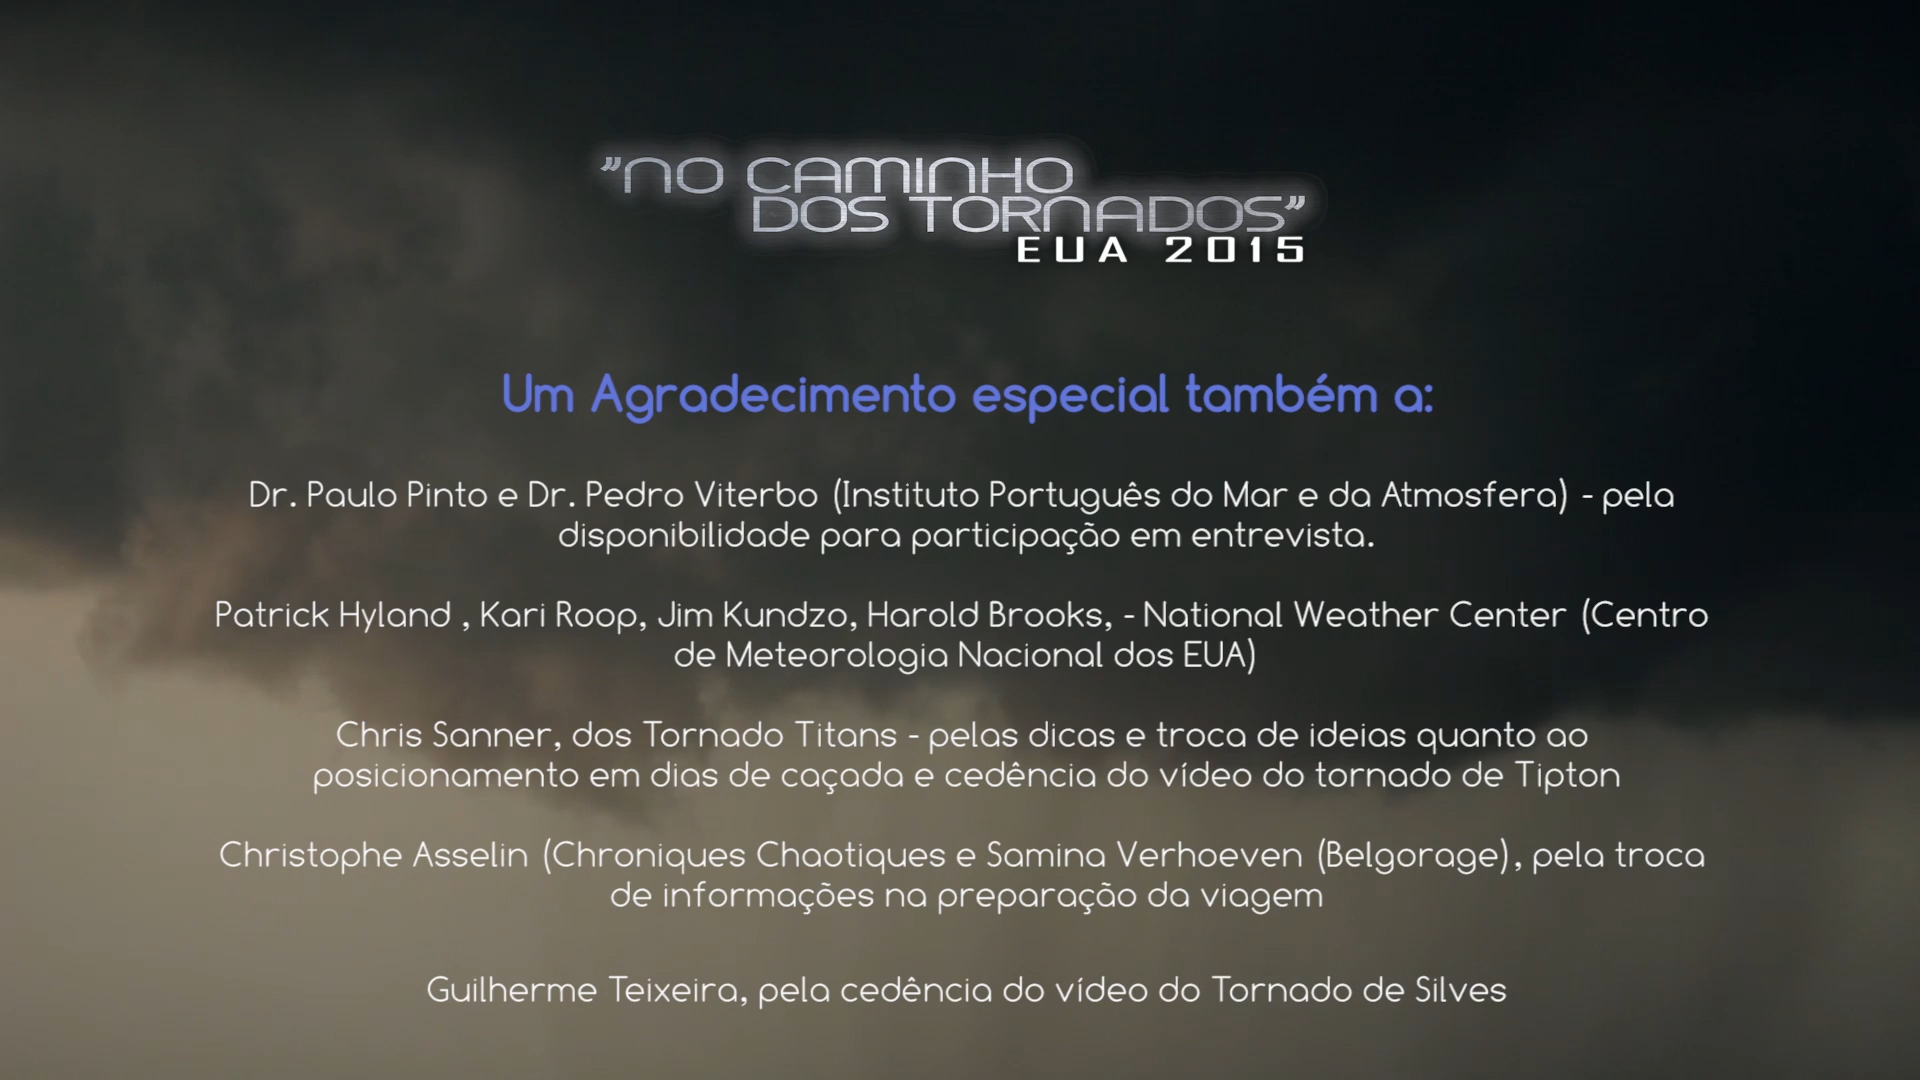 "NO CAMINHO
DOS TORNADOS"
EUA 2015
Um Agradecimento especial também a:
Dr. Paulo Pinto e Dr. Pedro Viterbo (Instituto Português do Mar e da Atmosfera) - pela
disponibilidade para participação em entrevista.
Patrick Hyland , Kari Roop, Jim Kundzo, Harold Brooks, - National Weather Center (Centro
de Meteorologia Nacional dos EUA)
Chris Sanner, dos Tornado Titans - pelas dicas e troca de ideias quanto ao
posicionamento em dias de caçada e cedência do vídeo do tornado de Tipton
Christophe Asselin (Chroniques Chaotiques e Samina Verhoeven (Belgorage), pela troca
de informações na preparação da viagem
Guilherme Teixeira, pela cedência do vídeo do Tornado de Silves